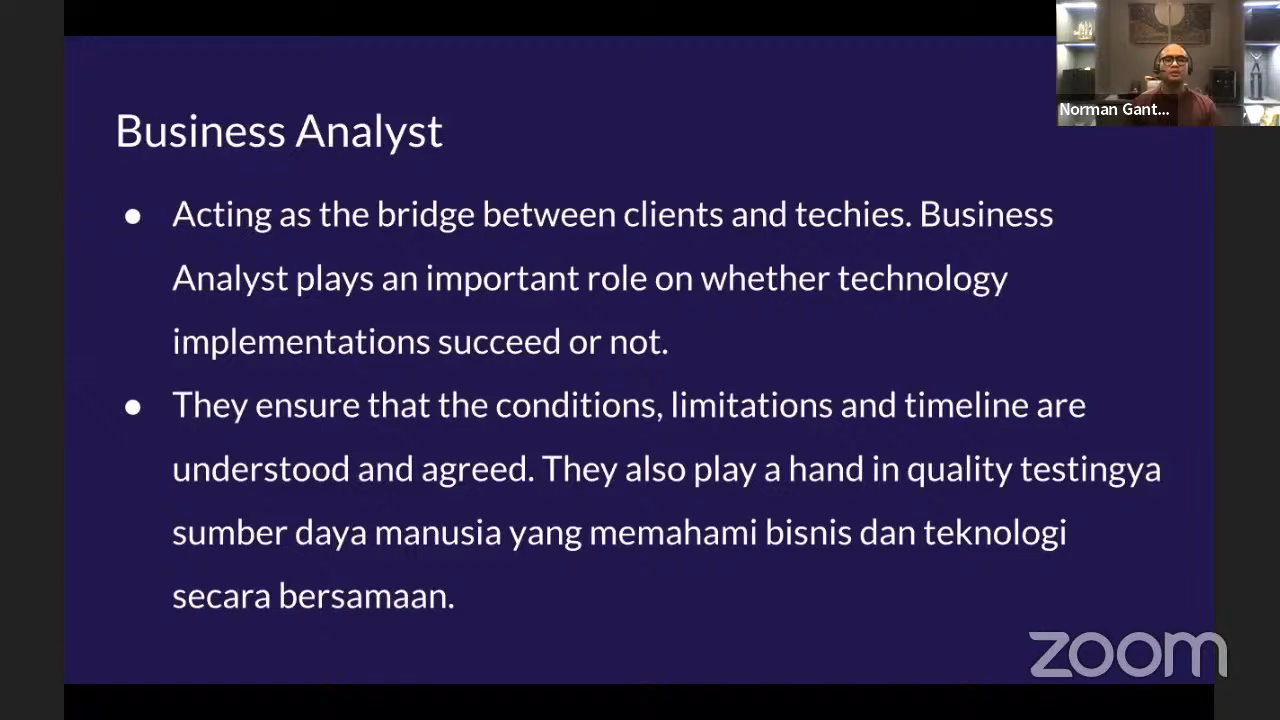 Norman Gant...
Business Analyst
● Acting as the bridge between clients and techies. Business
Analyst plays an important role on whether technology
implementations succeed or not.
● They ensure that the conditions, limitations and timeline are
understood and agreed. They also play a hand in quality testingya
sumber daya manusia yang memahami bisnis dan teknologi
secara bersamaan.
zoom